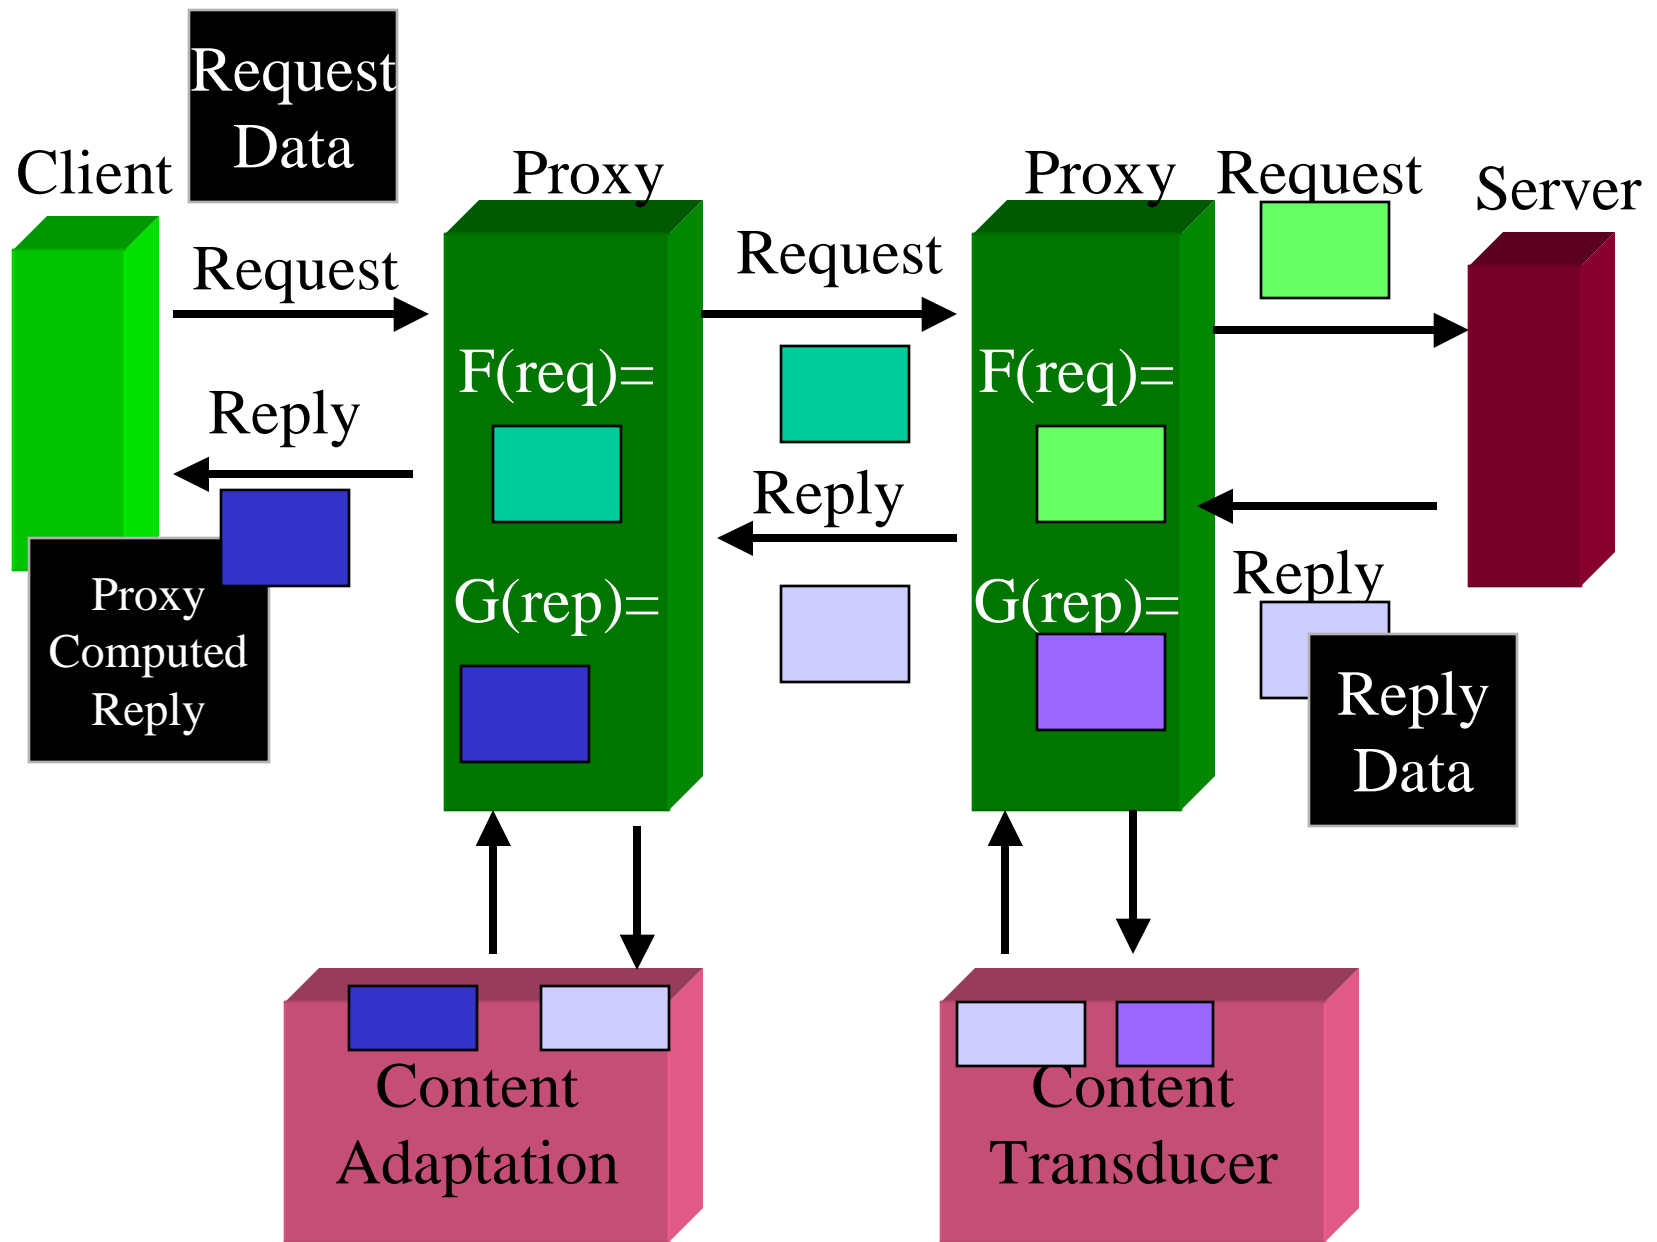 Request
Data
Client
Proxy
Proxy
Request
Server
Request
Request
F(req)=
F(req)=
Reply
Reply
Reply
G(rep)=
G(rep)=
Proxy
Computed
Reply
Reply
Data
Content
Adaptation
Content
Transducer